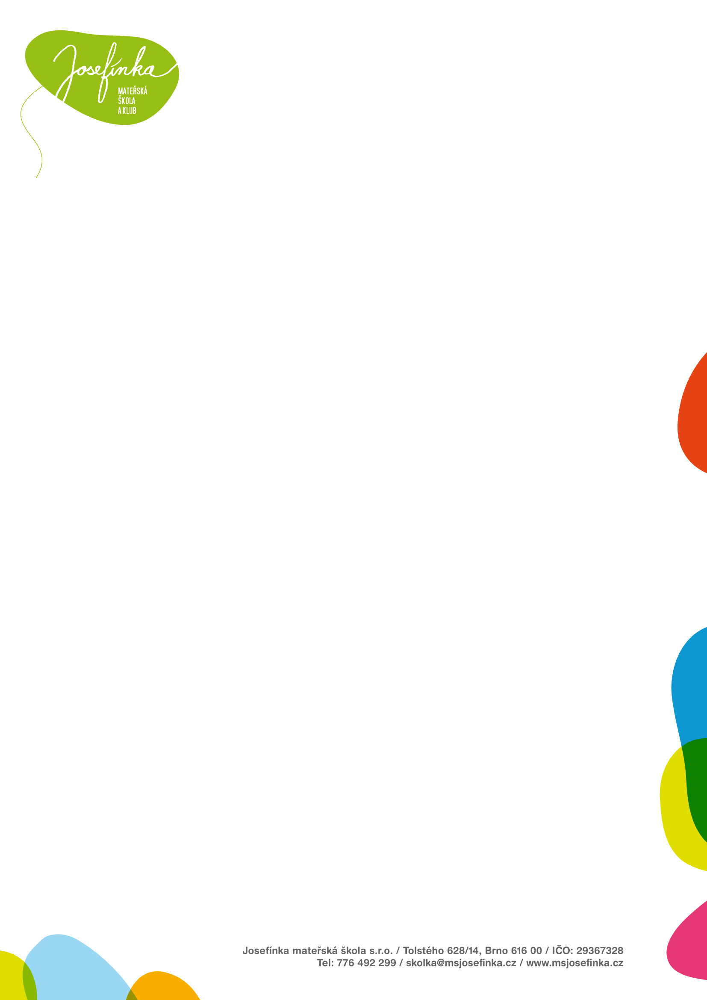 Josefínka
MATEŘSKÁ
ŠKOLA
A KLUB
Josefínka mateřská škola s.r.o. / Tolstého 628/14, Brno 616 00 / IČO: 29367328
Tel: 776 492 299 / skolka@msjosefinka.cz / www.msjosefinka.cz